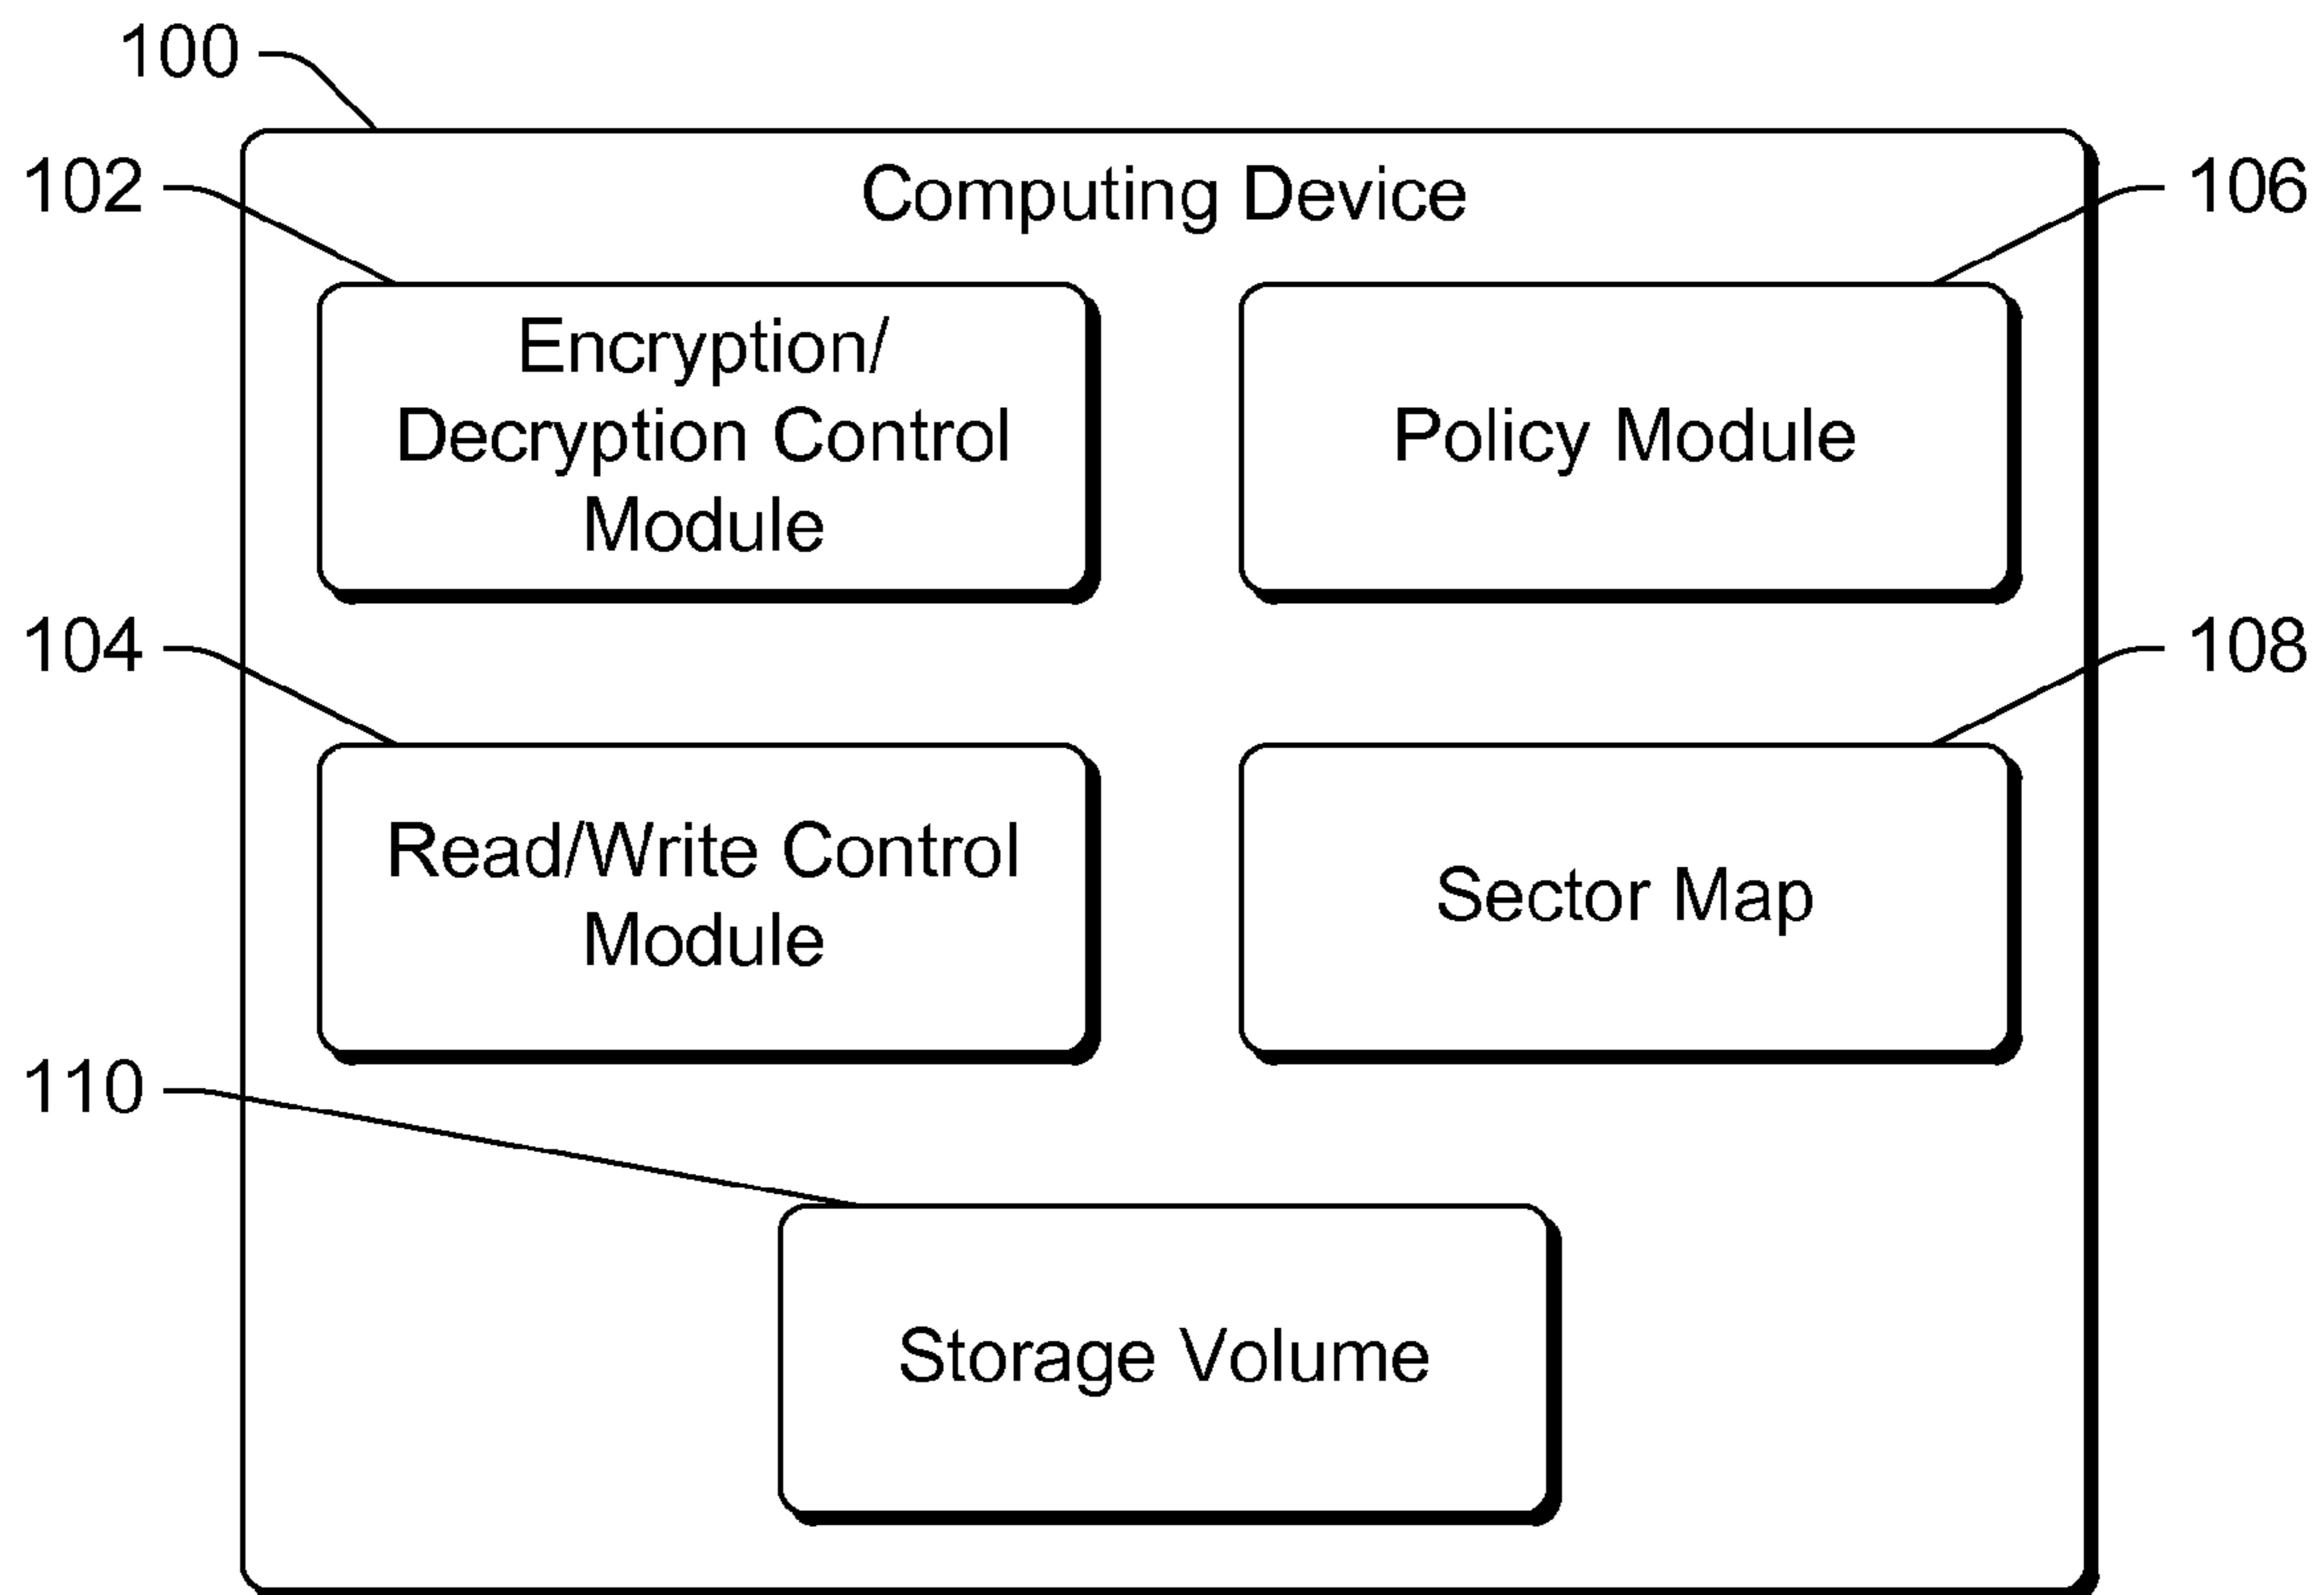 100
Computing Device
102
106
Encryption/
Decryption Control
Module
Policy Module
104
108
Read/Write Control
Module
Sector Map
110
Storage Volume